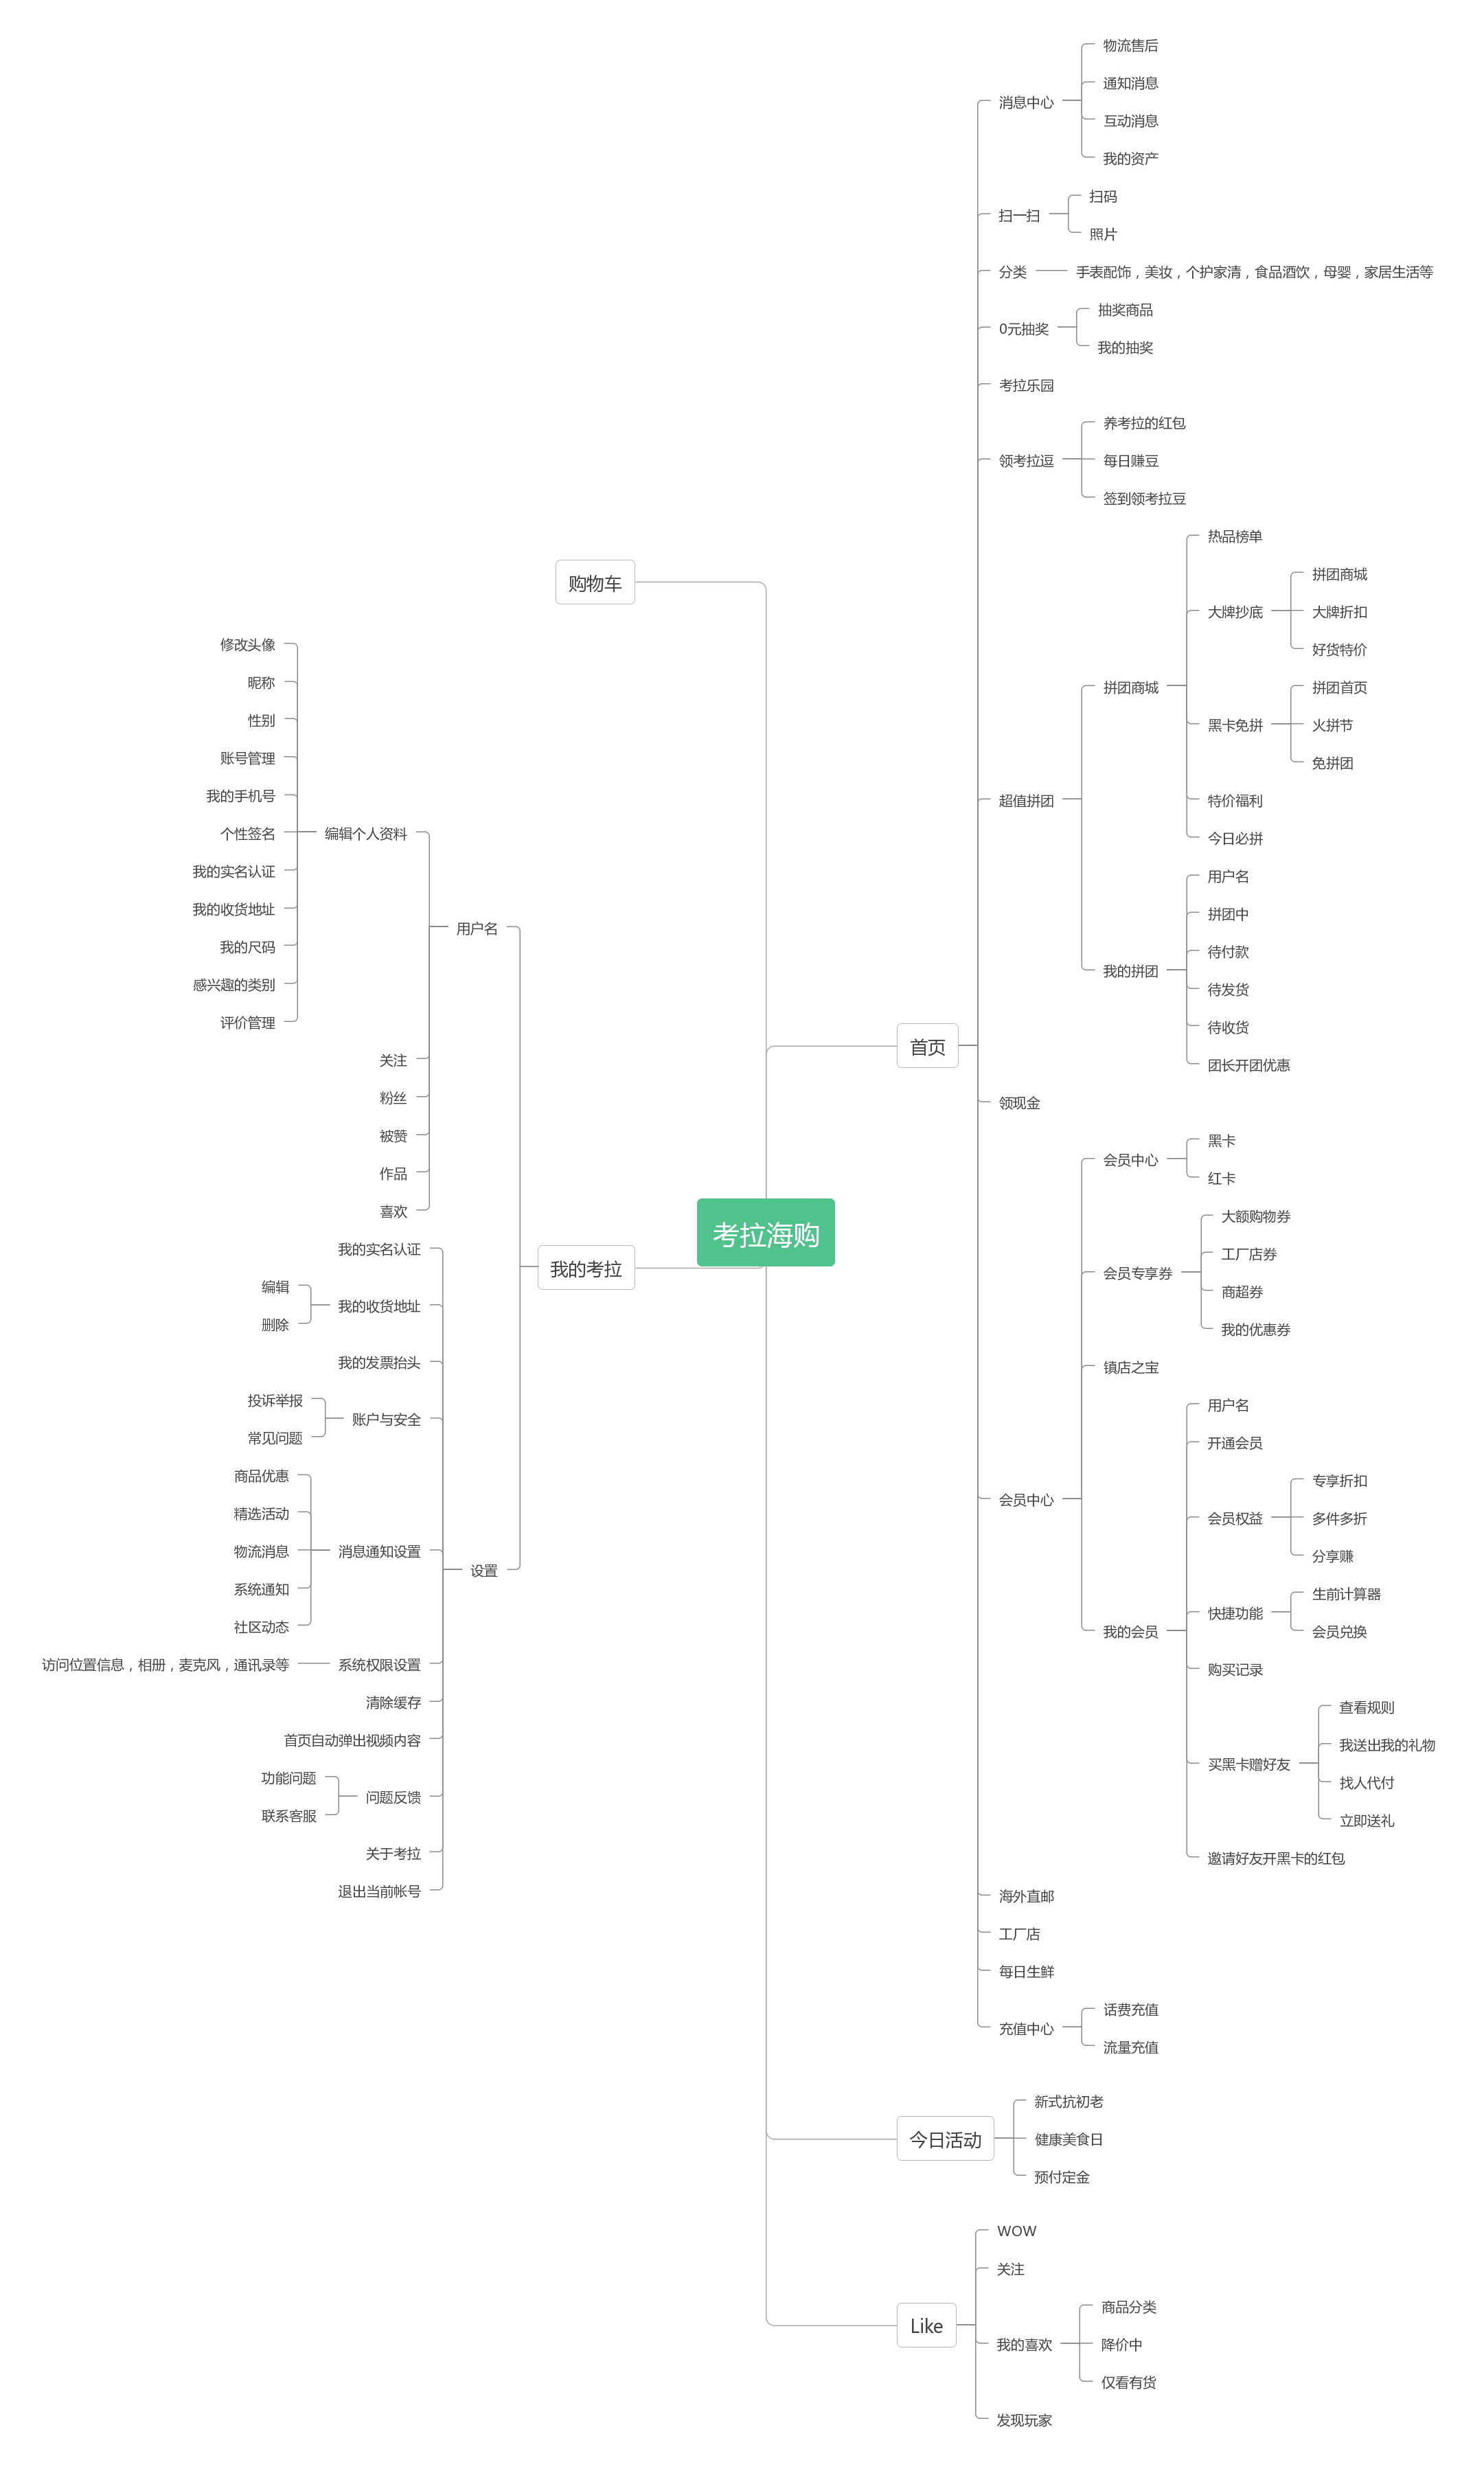 考拉海购
首页
消息中心
物流售后
通知消息
互动消息
我的资产
扫一扫
扫码
照片
分类
手表配饰，美妆，个护家清，食品酒饮，母婴，家居生活等
0元抽奖
抽奖商品
我的抽奖
考拉乐园
领考拉逗
养考拉的红包
每日赚豆
签到领考拉豆
超值拼团
拼团商城
热品榜单
大牌抄底
拼团商城
大牌折扣
好货特价
黑卡免拼
拼团首页
火拼节
免拼团
特价福利
今日必拼
我的拼团
用户名
拼团中
待付款
待发货
待收货
团长开团优惠
领现金
会员中心
会员中心
黑卡
红卡
会员专享券
大额购物券
工厂店券
商超券
我的优惠券
镇店之宝
我的会员
用户名
开通会员
会员权益
专享折扣
多件多折
分享赚
快捷功能
生前计算器
会员兑换
购买记录
买黑卡赠好友
查看规则
我送出我的礼物
找人代付
立即送礼
邀请好友开黑卡的红包
海外直邮
工厂店
每日生鲜
充值中心
话费充值
流量充值
今日活动
新式抗初老
健康美食日
预付定金
Like
WOW
关注
我的喜欢
商品分类
降价中
仅看有货
发现玩家
购物车
我的考拉
用户名
编辑个人资料
修改头像
昵称
性别
账号管理
我的手机号
个性签名
我的实名认证
我的收货地址
我的尺码
感兴趣的类别
评价管理
关注
粉丝
被赞
作品
喜欢
设置
我的实名认证
我的收货地址
编辑
删除
我的发票抬头
账户与安全
投诉举报
常见问题
消息通知设置
商品优惠
精选活动
物流消息
系统通知
社区动态
系统权限设置
访问位置信息，相册，麦克风，通讯录等
清除缓存
首页自动弹出视频内容
问题反馈
功能问题
联系客服
关于考拉
退出当前帐号